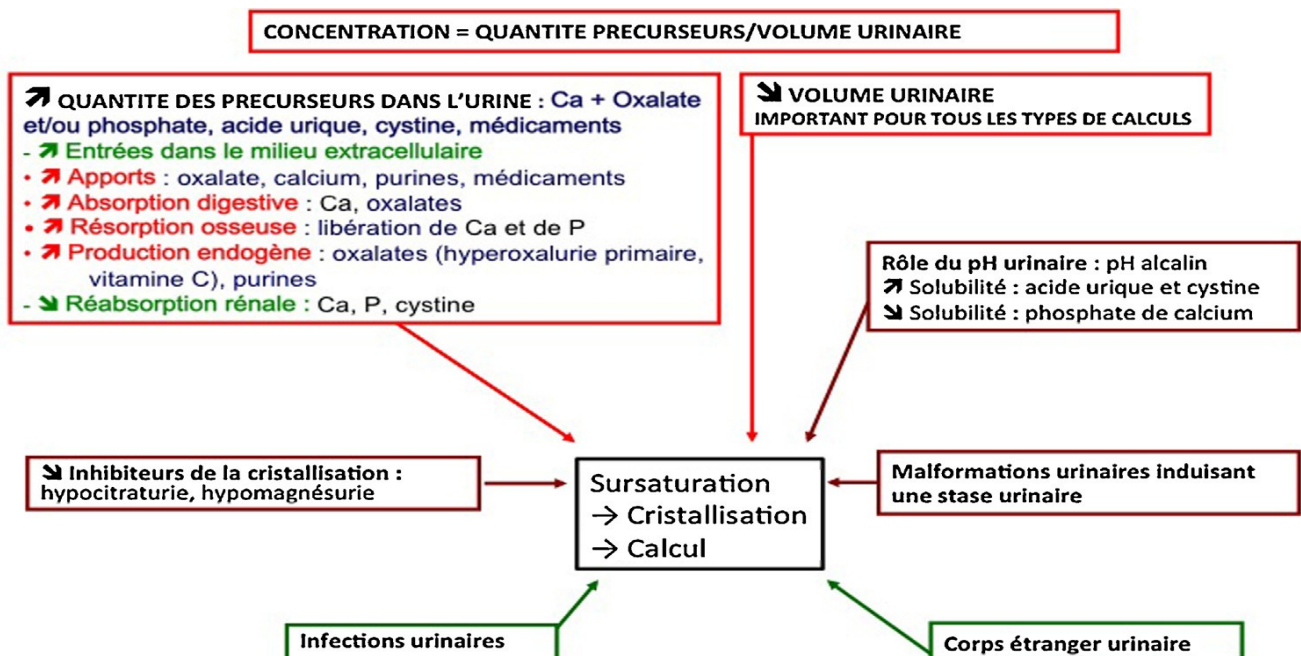 CONCENTRATION = QUANTITE PRECURSEURS/VOLUME URINAIRE
↗ QUANTITE DES PRECURSEURS DANS L'URINE : Ca + Oxalate
et/ou phosphate, acide urique, cystine, médicaments
- ↗ Entrées dans le milieu extracellulaire
• ↗ Apports : oxalate, calcium, purines, médicaments
• ↗ Absorption digestive : Ca, oxalates
• ↗ Résorption osseuse : libération de Ca et de P
• ↗ Production endogène : oxalates (hyperoxalurie primaire,
vitamine C), purines
- ↘ Réabsorption rénale : Ca, P, cystine
↘ VOLUME URINAIRE
IMPORTANT POUR TOUS LES TYPES DE CALCULS
Rôle du pH urinaire : pH alcalin
↗ Solubilité : acide urique et cystine
↘ Solubilité : phosphate de calcium
↘ Inhibiteurs de la cristallisation :
hypocitraturie, hypomagnésurie
Sursaturation
→ Cristallisation
→ Calcul
Malformations urinaires induisant
une stase urinaire
Infections urinaires
Corps étranger urinaire